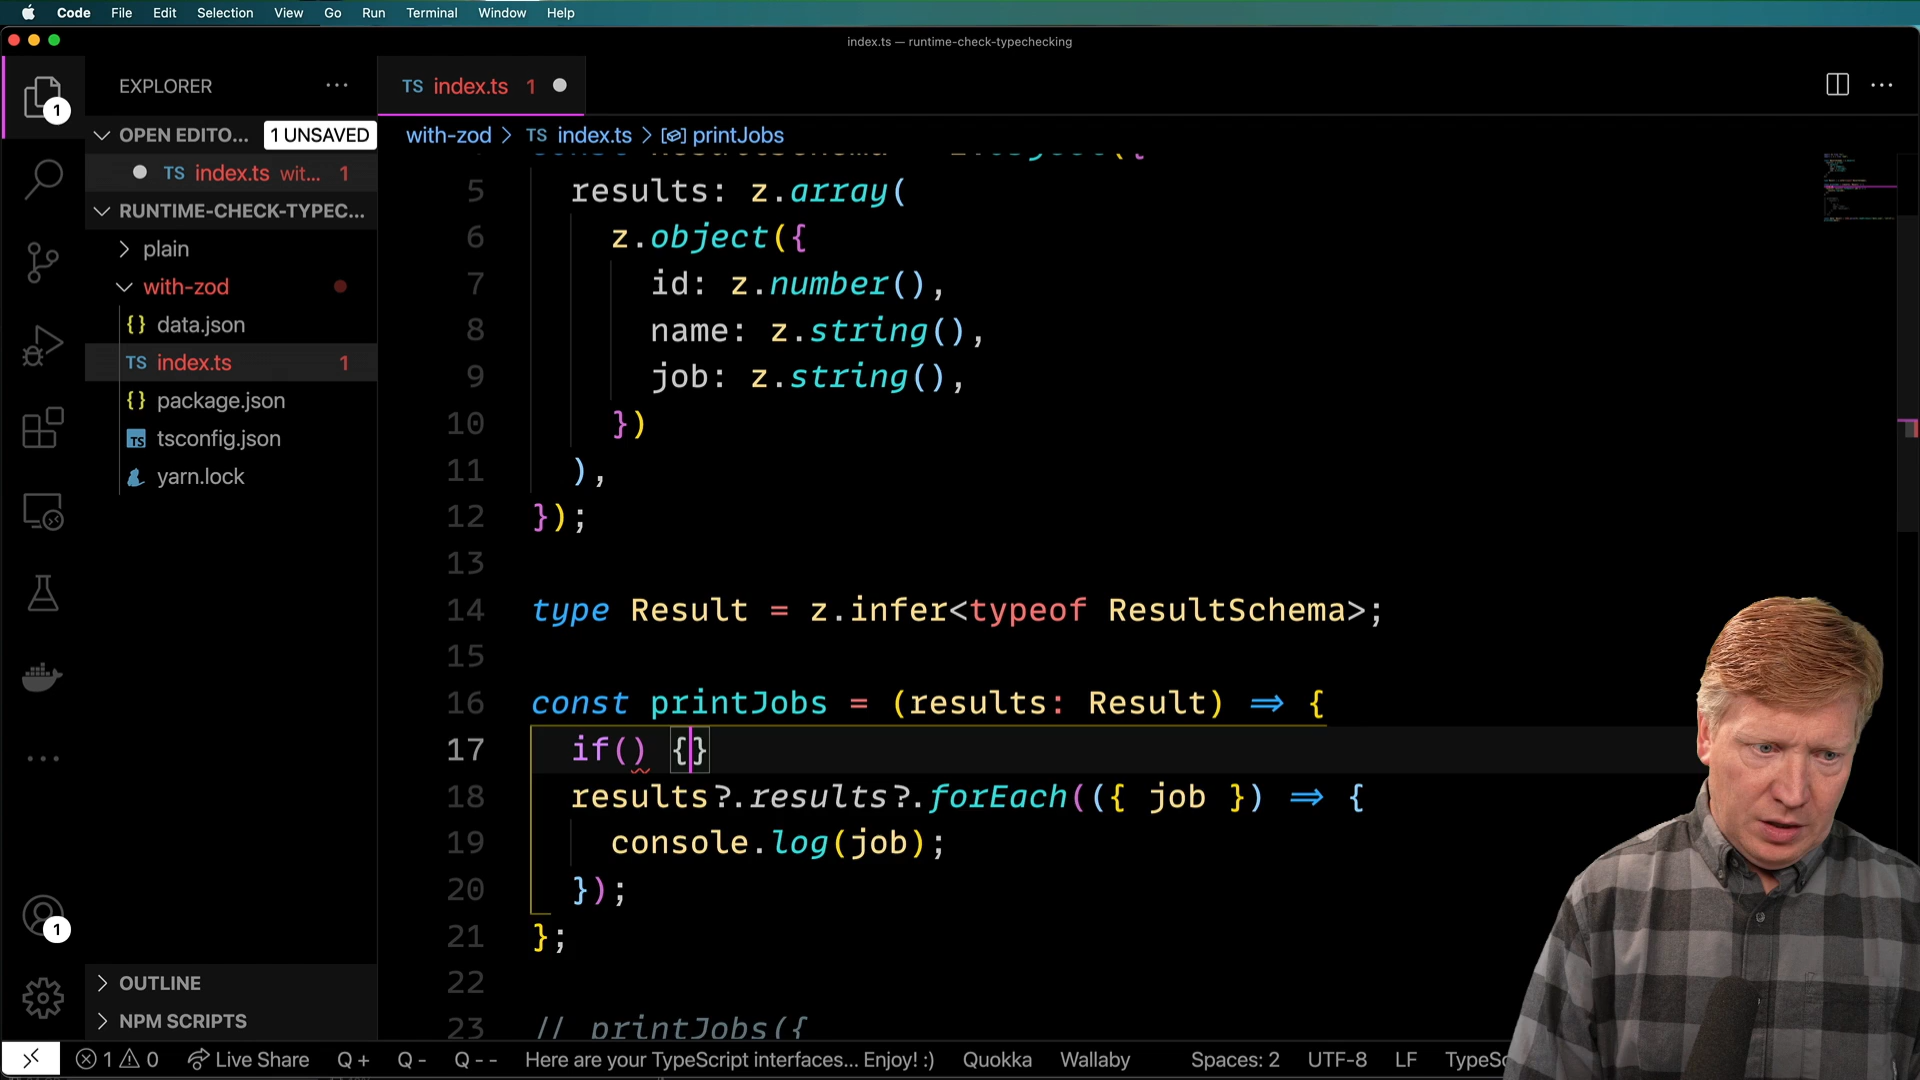 Code File Edit Selection View Go Run Terminal Window Help
index.ts — runtime-check-typechecking
EXPLORER ...
TS index.ts 1
1
OPEN EDITO... 1 UNSAVED
with-zod > TS index.ts > printJobs
TS index.ts wit... 1
RUNTIME-CHECK-TYPEC...
plain
with-zod
{} data.json
TS index.ts 1
{} package.json
TS tsconfig.json
yarn.lock
5 results: z.array(
6 z.object({
7 id: z.number(),
8 name: z.string(),
9 job: z.string(),
10 })
11 ),
12 });
13
14 type Result = z.infer<typeof ResultSchema>;
15
16 const printJobs = (results: Result) => {
17 if() {}
18 results?.results?.forEach(({ job }) => {
19 console.log(job);
20 });
21 };
22
23 // printJobs({
1
OUTLINE
NPM SCRIPTS
1 0 Live Share Q + Q - Q -- Here are your TypeScript interfaces... Enjoy! :) Quokka Wallaby Spaces: 2 UTF-8 LF TypeSc